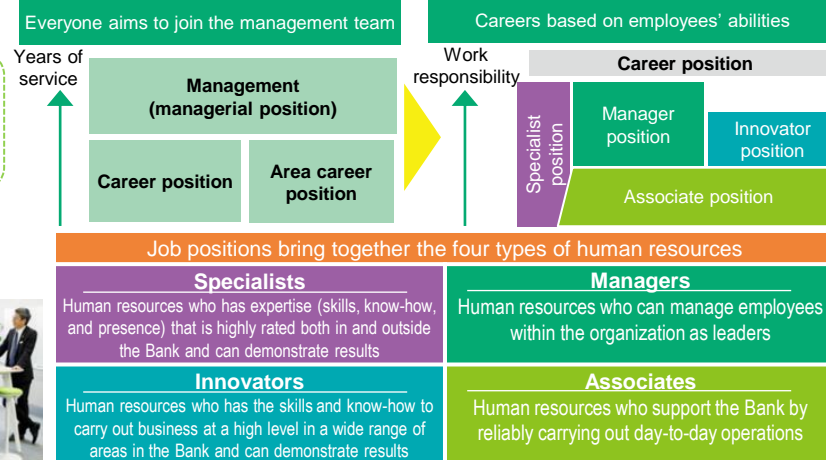 Everyone aims to join the management team
Years of
service
Management
(managerial position)
Career position
Area career
position
Careers based on employees’ abilities
Work
responsibility
Career position
Specialist
position
Manager
position
Innovator
position
Associate position
Job positions bring together the four types of human resources
Specialists
Human resources who has expertise (skills, know-how,
and presence) that is highly rated both in and outside
the Bank and can demonstrate results
Managers
Human resources who can manage employees
within the organization as leaders
Innovators
Human resources who has the skills and know-how to
carry out business at a high level in a wide range of
areas in the Bank and can demonstrate results
Associates
Human resources who support the Bank by
reliably carrying out day-to-day operations